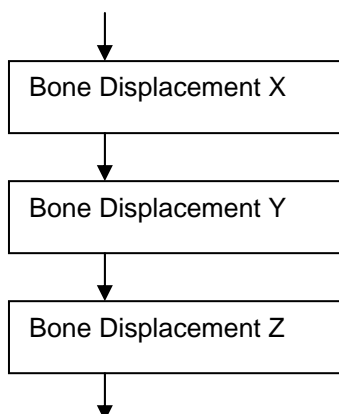 Bone Displacement X
Bone Displacement Y
Bone Displacement Z